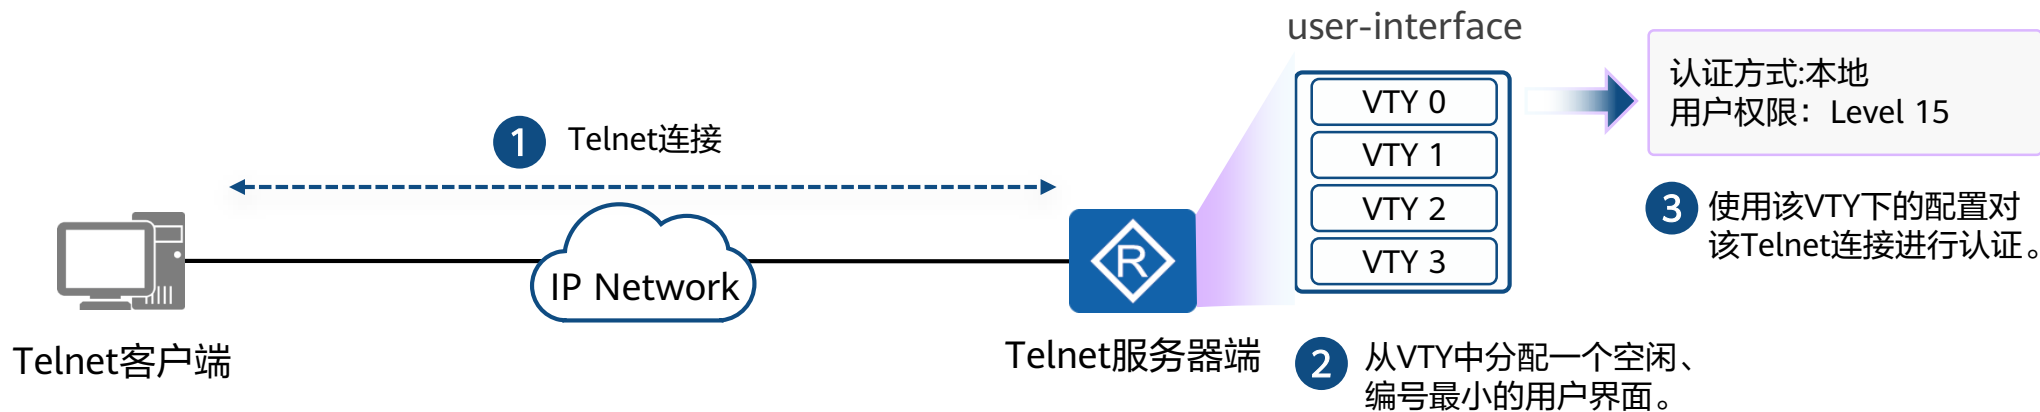 user-interface
VTY 0
VTY 1
VTY 2
VTY 3
认证方式:本地
用户权限：Level 15
1
Telnet连接
IP Network
R
Telnet客户端
Telnet服务器端
2
从VTY中分配一个空闲、
编号最小的用户界面。
3
使用该VTY下的配置对
该Telnet连接进行认证。